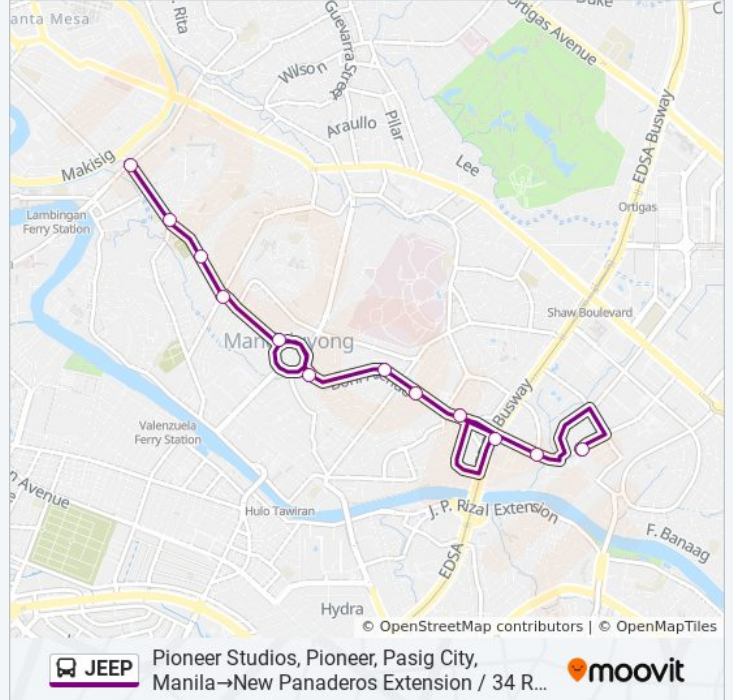 anta Mesa
Rita
Guevarra Street
Ortigas Avenue
Wilson
Araullo
Pilar
Lee
EDSA Busway
Makisig
Lambingan
Ferry Station
Ortigas
Shaw Boulevard
Busway
Valenzuela
Ferry Station
n Avenue
Hulo Tawiran
J. P. Rizal Extension
EDSA
F. Banaag
Hydra
© OpenStreetMap contributors | © OpenMapTiles
JEEP
Pioneer Studios, Pioneer, Pasig City,
Manila→New Panaderos Extension / 34 R…
moovit